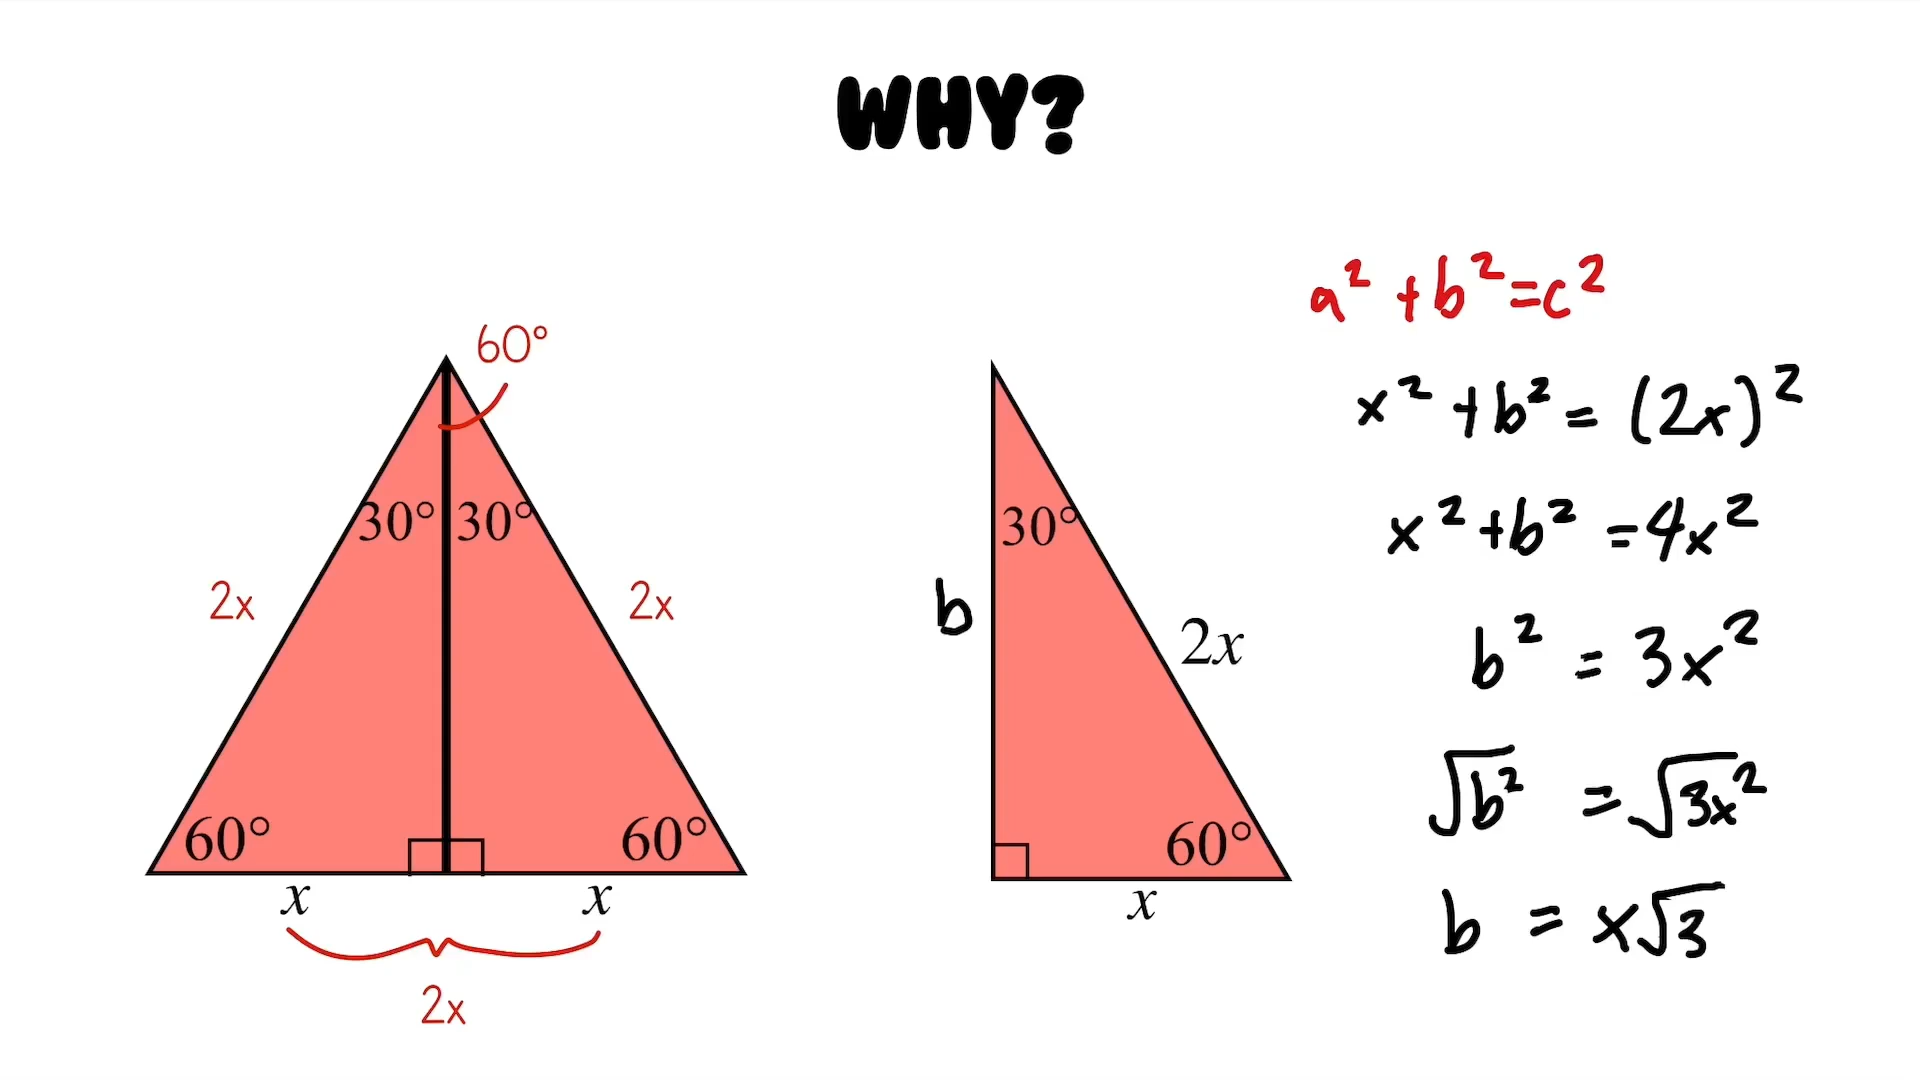 WHY?
60°
30° 30°
2x 2x
60° 60°
x x
2x
30°
b
2x
60°
x
a² + b² = c²
x² + b² = (2x)²
x² + b² = 4x²
b² = 3x²
√b² = √3x²
b = x√3